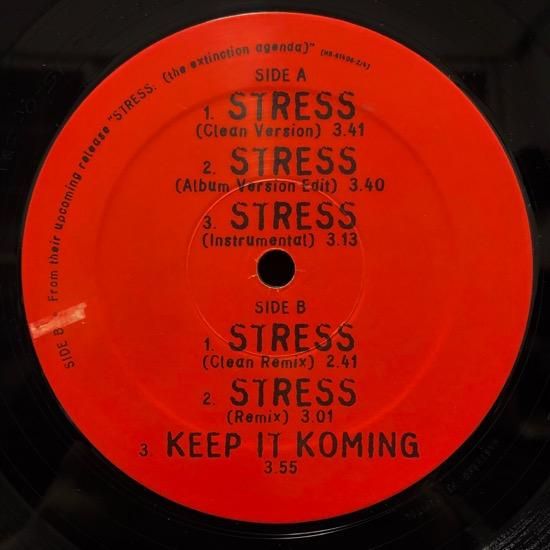 SIDE B • From their upcoming release "STRESS: (the extinction agenda)"
SIDE A
1. STRESS
(Clean Version) 3.41
2. STRESS
(Album Version Edit) 3.40
3. STRESS
(Instrumental) 3.13
SIDE B
1. STRESS
(Clean Remix) 2.41
2. STRESS
(Remix) 3.01
3. KEEP IT KOMING
3.55